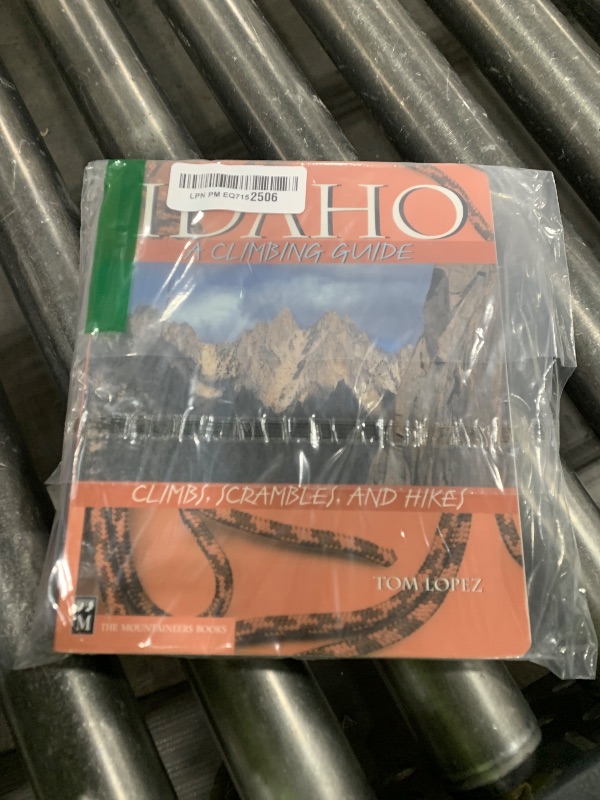 LPN PM EQ7152506
IDAHO
A CLIMBING GUIDE
CLIMBS, SCRAMBLES, AND HIKES
TOM LOPEZ
THE MOUNTAINEERS BOOKS